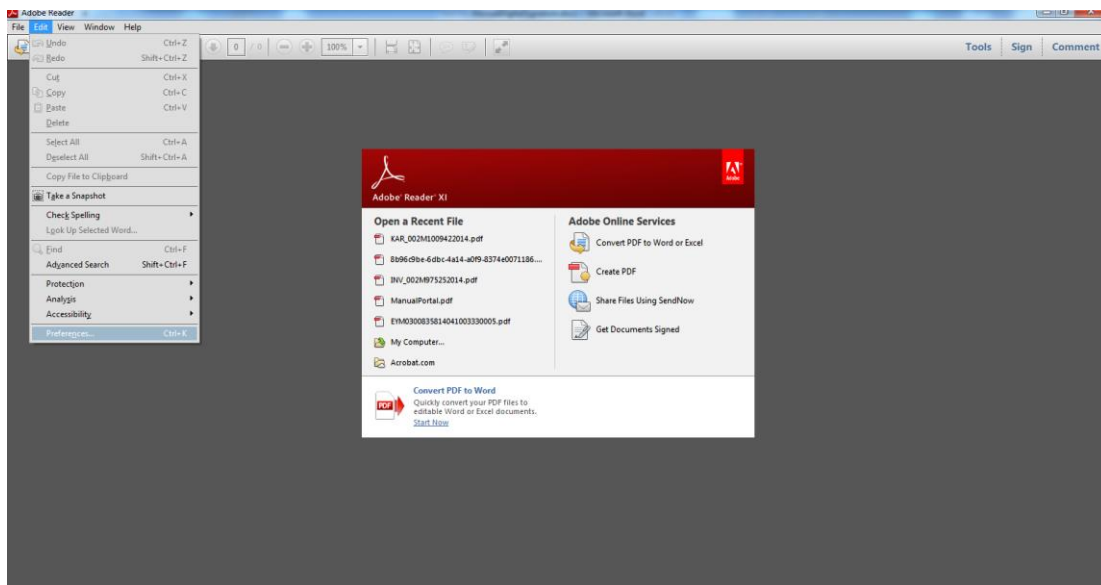 Adobe Reader
File Edit View Window Help
0 / 0 100% Tools Sign Comment
Undo Ctrl+Z
Redo Shift+Ctrl+Z
Cut Ctrl+X
Copy Ctrl+C
Paste Ctrl+V
Delete
Select All Ctrl+A
Deselect All Shift+Ctrl+A
Copy File to Clipboard
Take a Snapshot
Check Spelling
Look Up Selected Word...
Find Ctrl+F
Advanced Search Shift+Ctrl+F
Protection
Analysis
Accessibility
Preferences... Ctrl+K
Adobe
Adobe® Reader® XI
Open a Recent File
KAR_002M1009422014.pdf
8b96c9be-6dbc-4a14-a0f9-8374e0071186....
INV_002M975252014.pdf
ManualPortal.pdf
EYM0300835814041003330005.pdf
My Computer...
Acrobat.com
Adobe Online Services
Convert PDF to Word or Excel
Create PDF
Share Files Using SendNow
Get Documents Signed
PDF
Convert PDF to Word
Quickly convert your PDF files to
editable Word or Excel documents.
Start Now